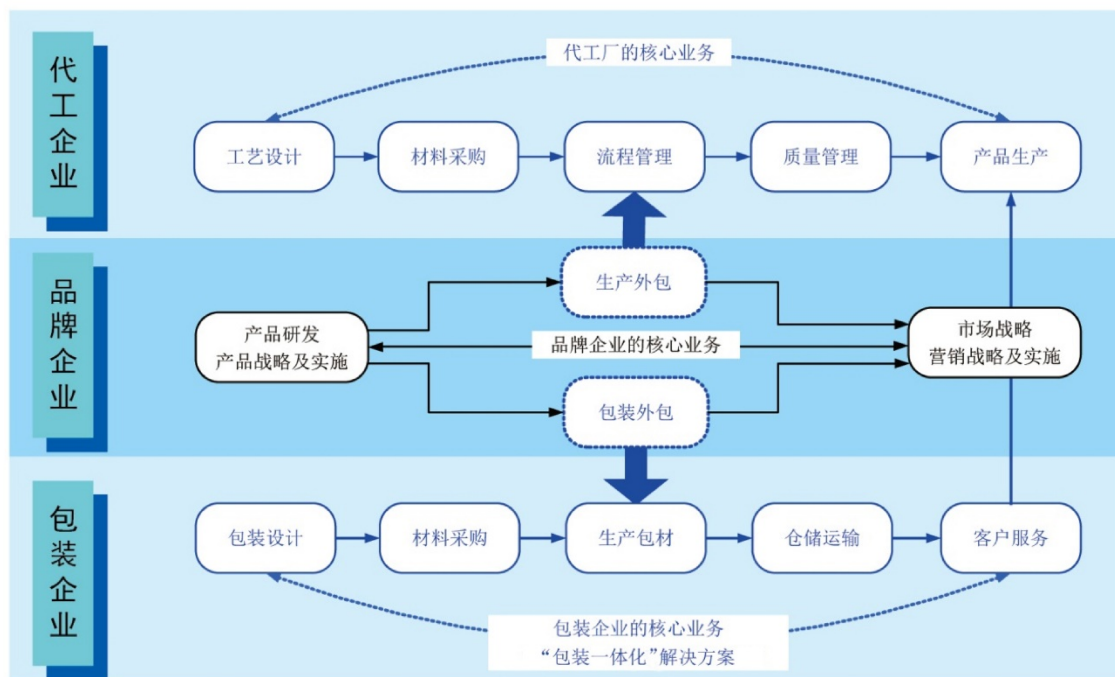 代工企业
代工厂的核心业务
工艺设计
材料采购
流程管理
质量管理
产品生产
品牌企业
生产外包
产品研发
产品战略及实施
品牌企业的核心业务
市场战略
营销战略及实施
包装外包
包装企业
包装设计
材料采购
生产包材
仓储运输
客户服务
包装企业的核心业务
“包装一体化”解决方案